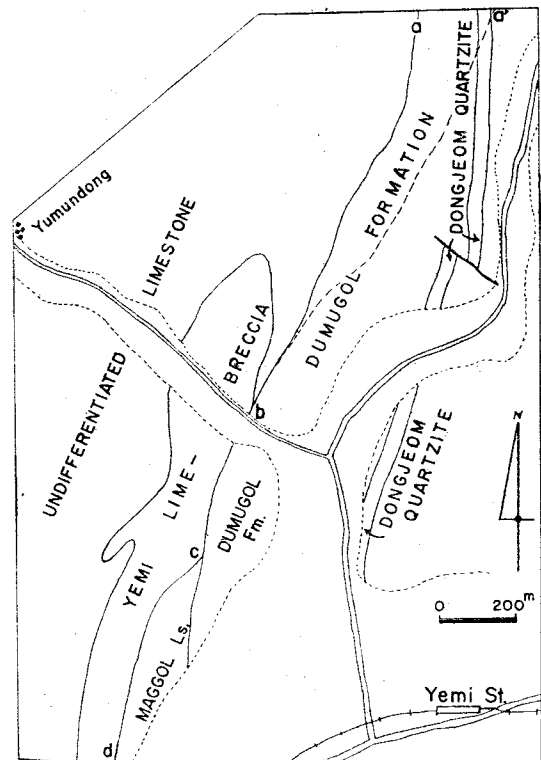 a
a'
DONGJEOM QUARTZITE
DUMUGOL FORMATION
Yumundong
LIMESTONE
BRECCIA
b
UNDIFFERENTIATED
YEMI LIME-
c
DUMUGOL
Fm.
DONGJEOM
QUARTZITE
N
MAGGOL Ls.
0 200m
Yemi St.
d